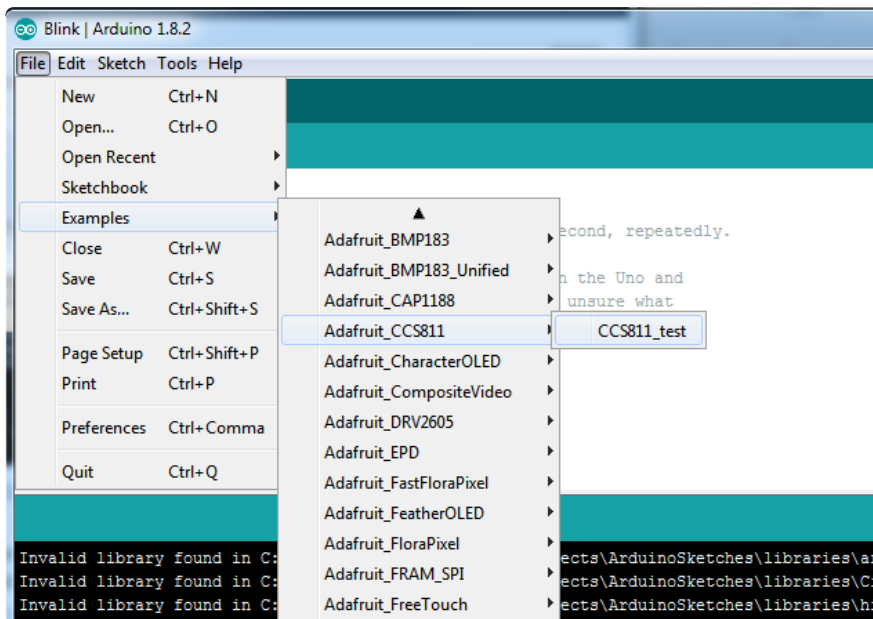 Blink | Arduino 1.8.2
File Edit Sketch Tools Help
New Ctrl+N
Open... Ctrl+O
Open Recent
Sketchbook
Examples
Close Ctrl+W
Save Ctrl+S
Save As... Ctrl+Shift+S
Page Setup Ctrl+Shift+P
Print Ctrl+P
Preferences Ctrl+Comma
Quit Ctrl+Q
Adafruit_BMP183
Adafruit_BMP183_Unified
Adafruit_CAP1188
Adafruit_CCS811
Adafruit_CharacterOLED
Adafruit_CompositeVideo
Adafruit_DRV2605
Adafruit_EPD
Adafruit_FastFloraPixel
Adafruit_FeatherOLED
Adafruit_FloraPixel
Adafruit_FRAM_SPI
Adafruit_FreeTouch
CCS811_test
econd, repeatedly.
the Uno and
unsure what
Invalid library found in C: ects\ArduinoSketches\libraries\a
Invalid library found in C: ects\ArduinoSketches\libraries\C
Invalid library found in C: ects\ArduinoSketches\libraries\h